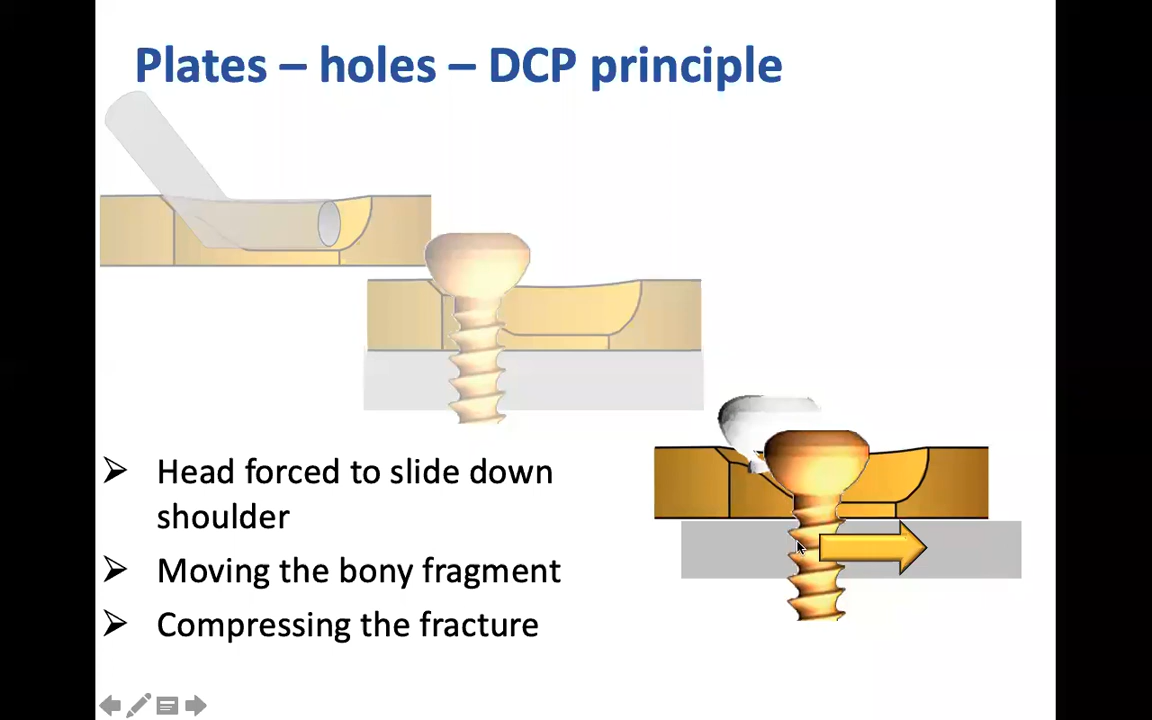 Plates – holes – DCP principle
➢ Head forced to slide down
shoulder
➢ Moving the bony fragment
➢ Compressing the fracture